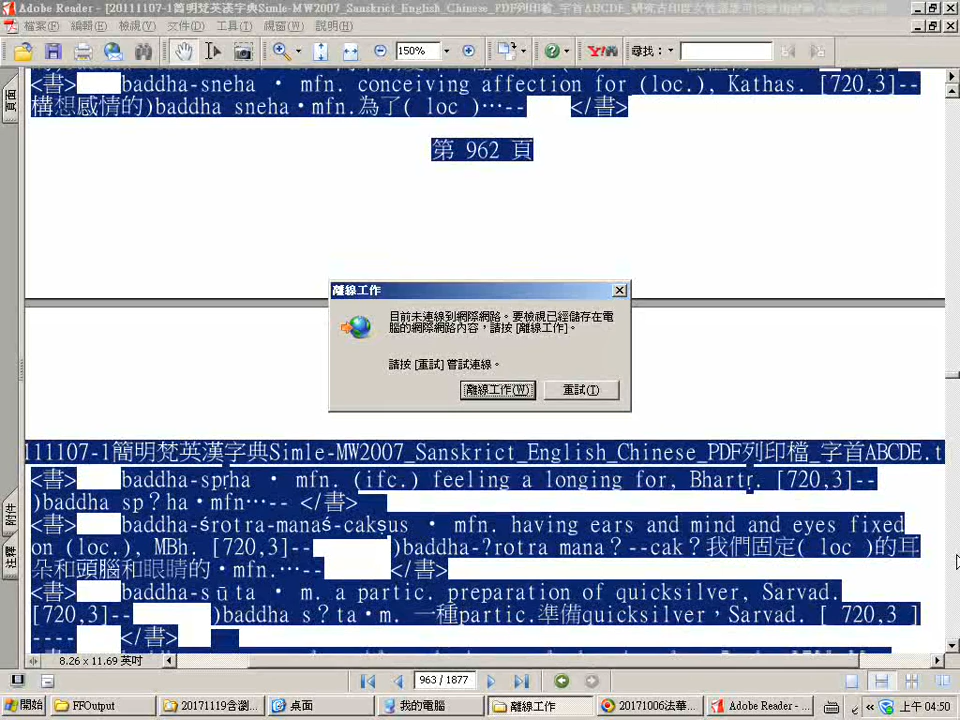 Adobe Reader - [20111107-1簡明梵英漢字典Simle-MW2007_Sanskrict_English_Chinese_PDF列印檔_字首ABCDE
檔案(F) 編輯(E) 檢視(V) 文件(D) 工具(T) 視窗(W) 說明(H)
150% 尋找:
<書> baddha-sneha • mfn. conceiving affection for (loc.), Kathas. [720,3]--
構想感情的)baddha sneha•mfn.為了( loc )…-- </書>
第 962 頁
離線工作
目前未連線到網際網路。要檢視已經儲存在電
腦的網際網路內容，請按 [離線工作]。
請按 [重試] 嘗試連線。
離線工作(W) 重試(T)
111107-1簡明梵英漢字典Simle-MW2007_Sanskrict_English_Chinese_PDF列印檔_字首ABCDE.t
<書> baddha-spṛha • mfn. (ifc.) feeling a longing for, Bhartṛ. [720,3]--
)baddha sp？ha•mfn…-- </書>
<書> baddha-śrotra-manaś-cakṣus • mfn. having ears and mind and eyes fixed
on (loc.), MBh. [720,3]-- )baddha-?rotra mana？--cak？我們固定( loc )的耳
朵和頭腦和眼睛的•mfn.…-- </書>
<書> baddha-sūta • m. a partic. preparation of quicksilver, Sarvad.
[720,3]-- )baddha s？ta•m. 一種partic.準備quicksilver，Sarvad. [ 720,3 ]
---- </書>
頁面
附件
注釋
8.26 x 11.69 英吋
963 / 1877
開始 FFOutput 20171119含瀏... 桌面 我的電腦 離線工作 20171006法華... Adobe Reader - ... 上午 04:50